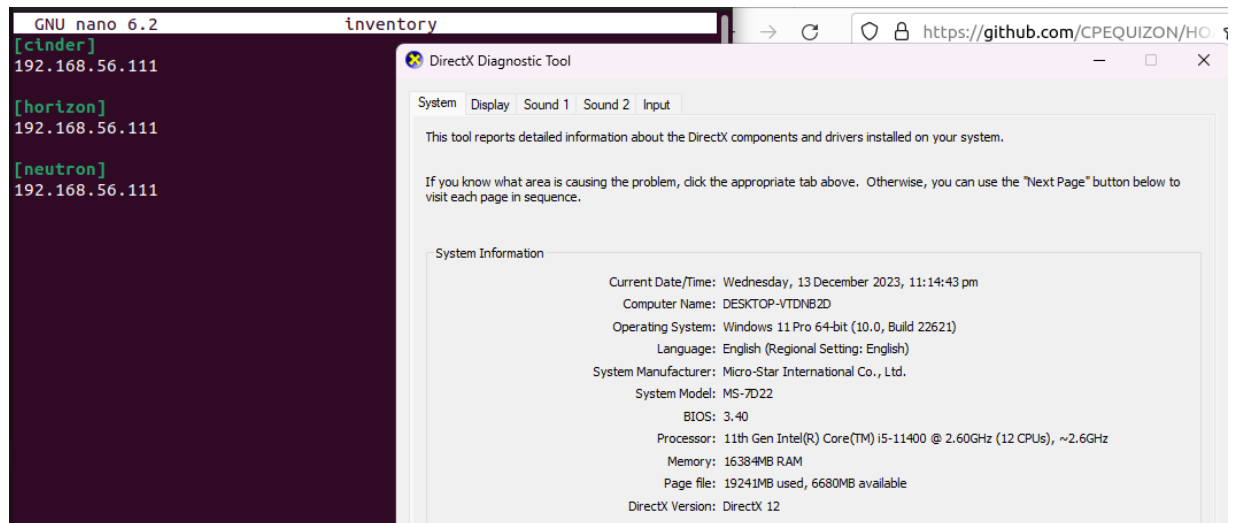 GNU nano 6.2 inventory
[cinder]
192.168.56.111
[horizon]
192.168.56.111
[neutron]
192.168.56.111
https://github.com/CPEQUIZON/HO
DirectX Diagnostic Tool
System Display Sound 1 Sound 2 Input
This tool reports detailed information about the DirectX components and drivers installed on your system.
If you know what area is causing the problem, click the appropriate tab above. Otherwise, you can use the "Next Page" button below to
visit each page in sequence.
System Information
Current Date/Time: Wednesday, 13 December 2023, 11:14:43 pm
Computer Name: DESKTOP-VTDNB2D
Operating System: Windows 11 Pro 64-bit (10.0, Build 22621)
Language: English (Regional Setting: English)
System Manufacturer: Micro-Star International Co., Ltd.
System Model: MS-7D22
BIOS: 3.40
Processor: 11th Gen Intel(R) Core(TM) i5-11400 @ 2.60GHz (12 CPUs), ~2.6GHz
Memory: 16384MB RAM
Page file: 19241MB used, 6680MB available
DirectX Version: DirectX 12